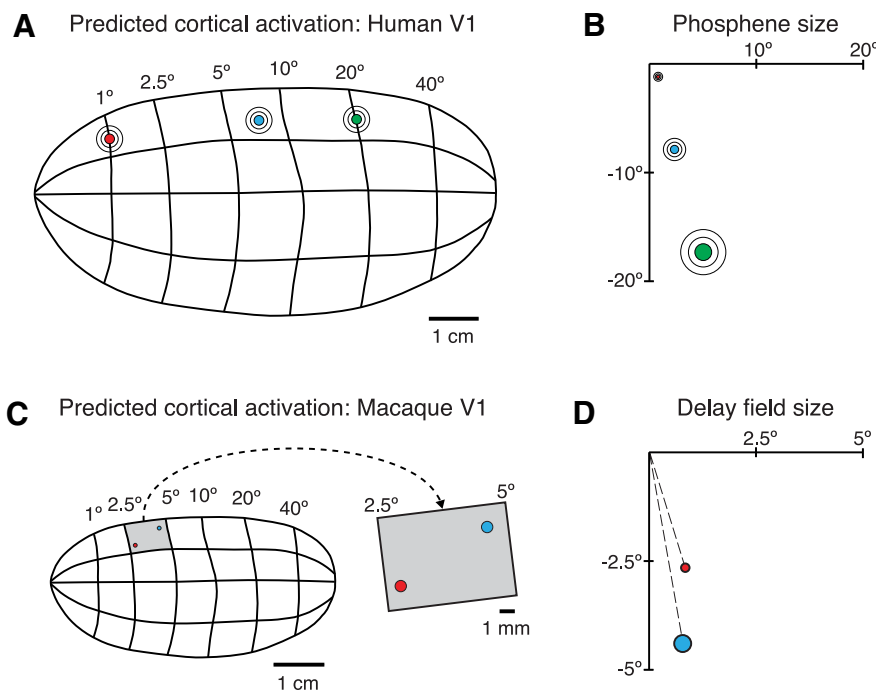 A
Predicted cortical activation: Human V1
1º 2.5º 5º 10º 20º 40º
1 cm
B
Phosphene size
10º 20º
-10º
-20º
C
Predicted cortical activation: Macaque V1
1º 2.5º 5º 10º 20º 40º
1 cm
2.5º 5º
1 mm
D
Delay field size
2.5º 5º
-2.5º
-5º